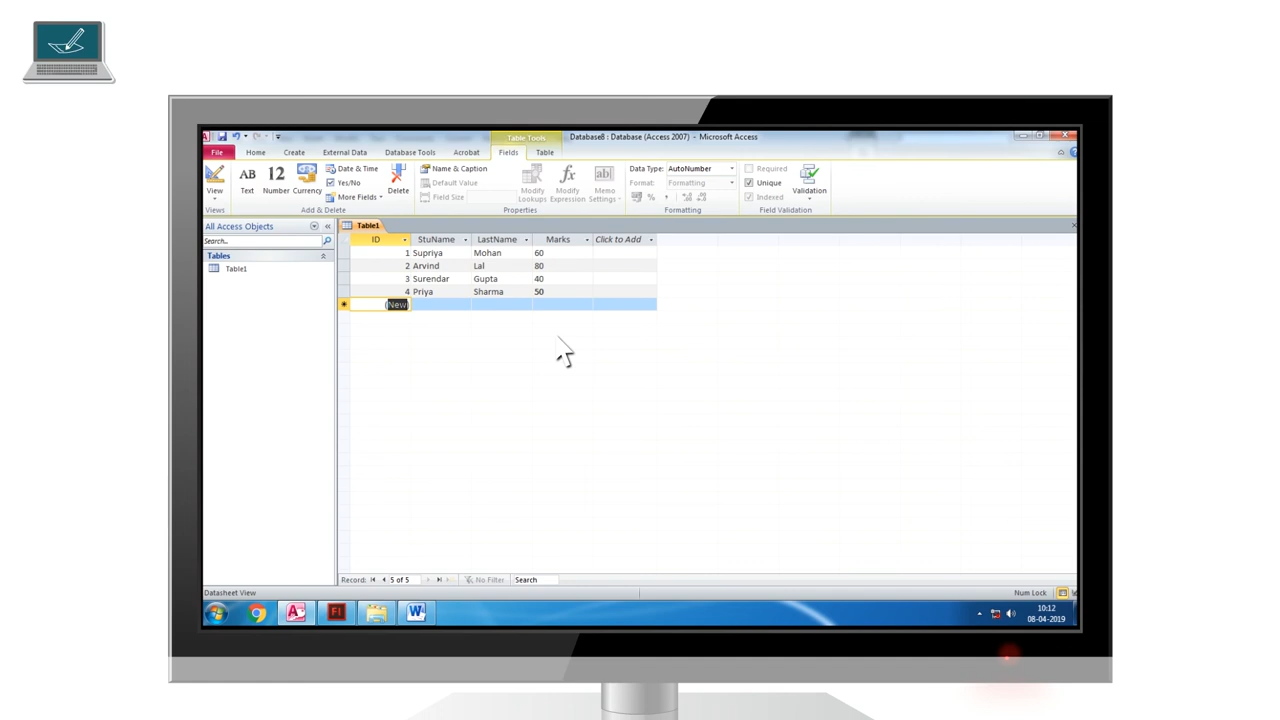 Table Tools
Database8 : Database (Access 2007) - Microsoft Access
File Home Create External Data Database Tools Acrobat Fields Table
View
Views
AB
Text
12
Number
Currency
Date & Time
Yes/No
More Fields
Delete
Add & Delete
Name & Caption
Default Value
Field Size
Modify
Lookups
fx
Modify
Expression
ab
Memo
Settings
Properties
Data Type: AutoNumber
Format: Formatting
%
Formatting
Required
Unique
Indexed
Validation
Field Validation
All Access Objects
Search...
Tables
Table1
Table1
ID StuName LastName Marks Click to Add
1 Supriya Mohan 60
2 Arvind Lal 80
3 Surendar Gupta 40
4 Priya Sharma 50
(New)
Record: 5 of 5 No Filter Search
Datasheet View Num Lock
10:12
08-04-2019